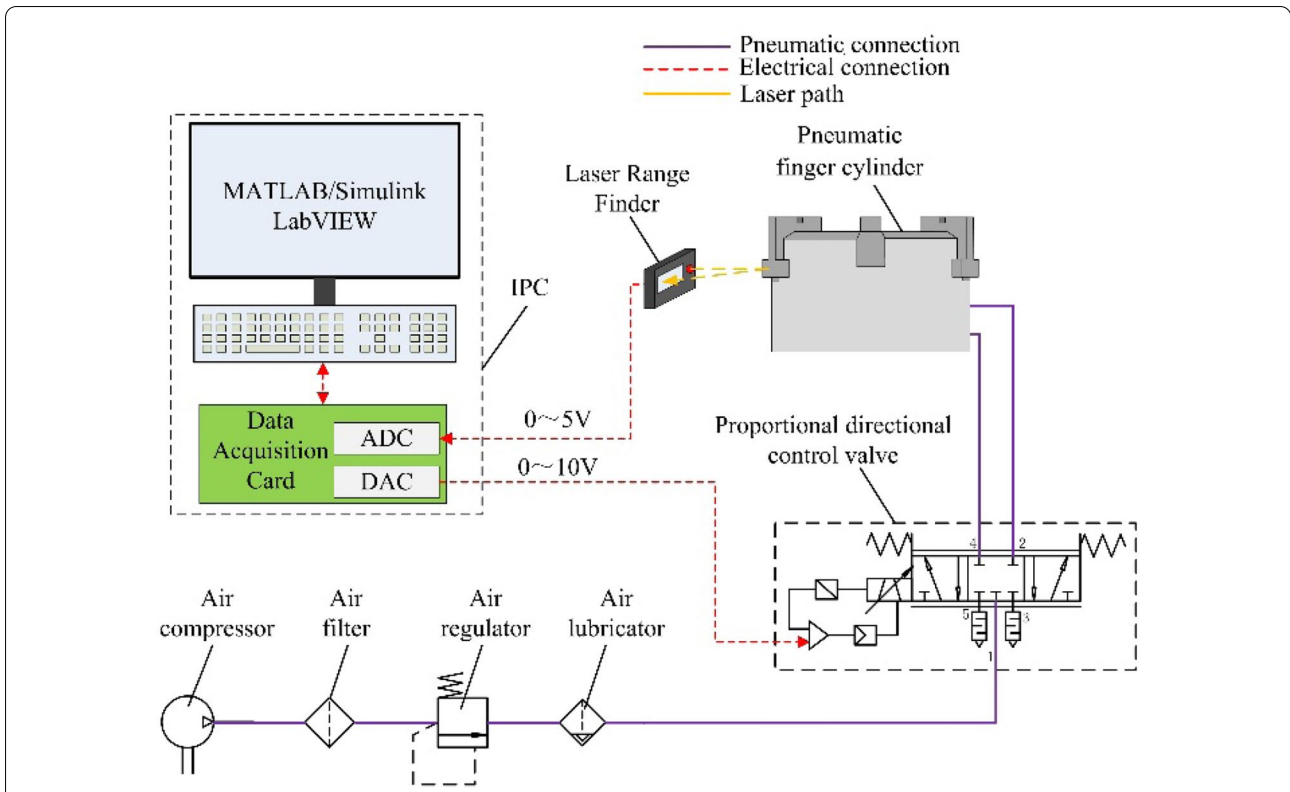 Pneumatic connection
Electrical connection
Laser path
Pneumatic
finger cylinder
Laser Range
Finder
MATLAB/Simulink
LabVIEW
IPC
Data
Acquisition
Card
ADC
DAC
0～5V
0～10V
Proportional directional
control valve
4
2
5
3
1
Air
compressor
Air
filter
Air
regulator
Air
lubricator